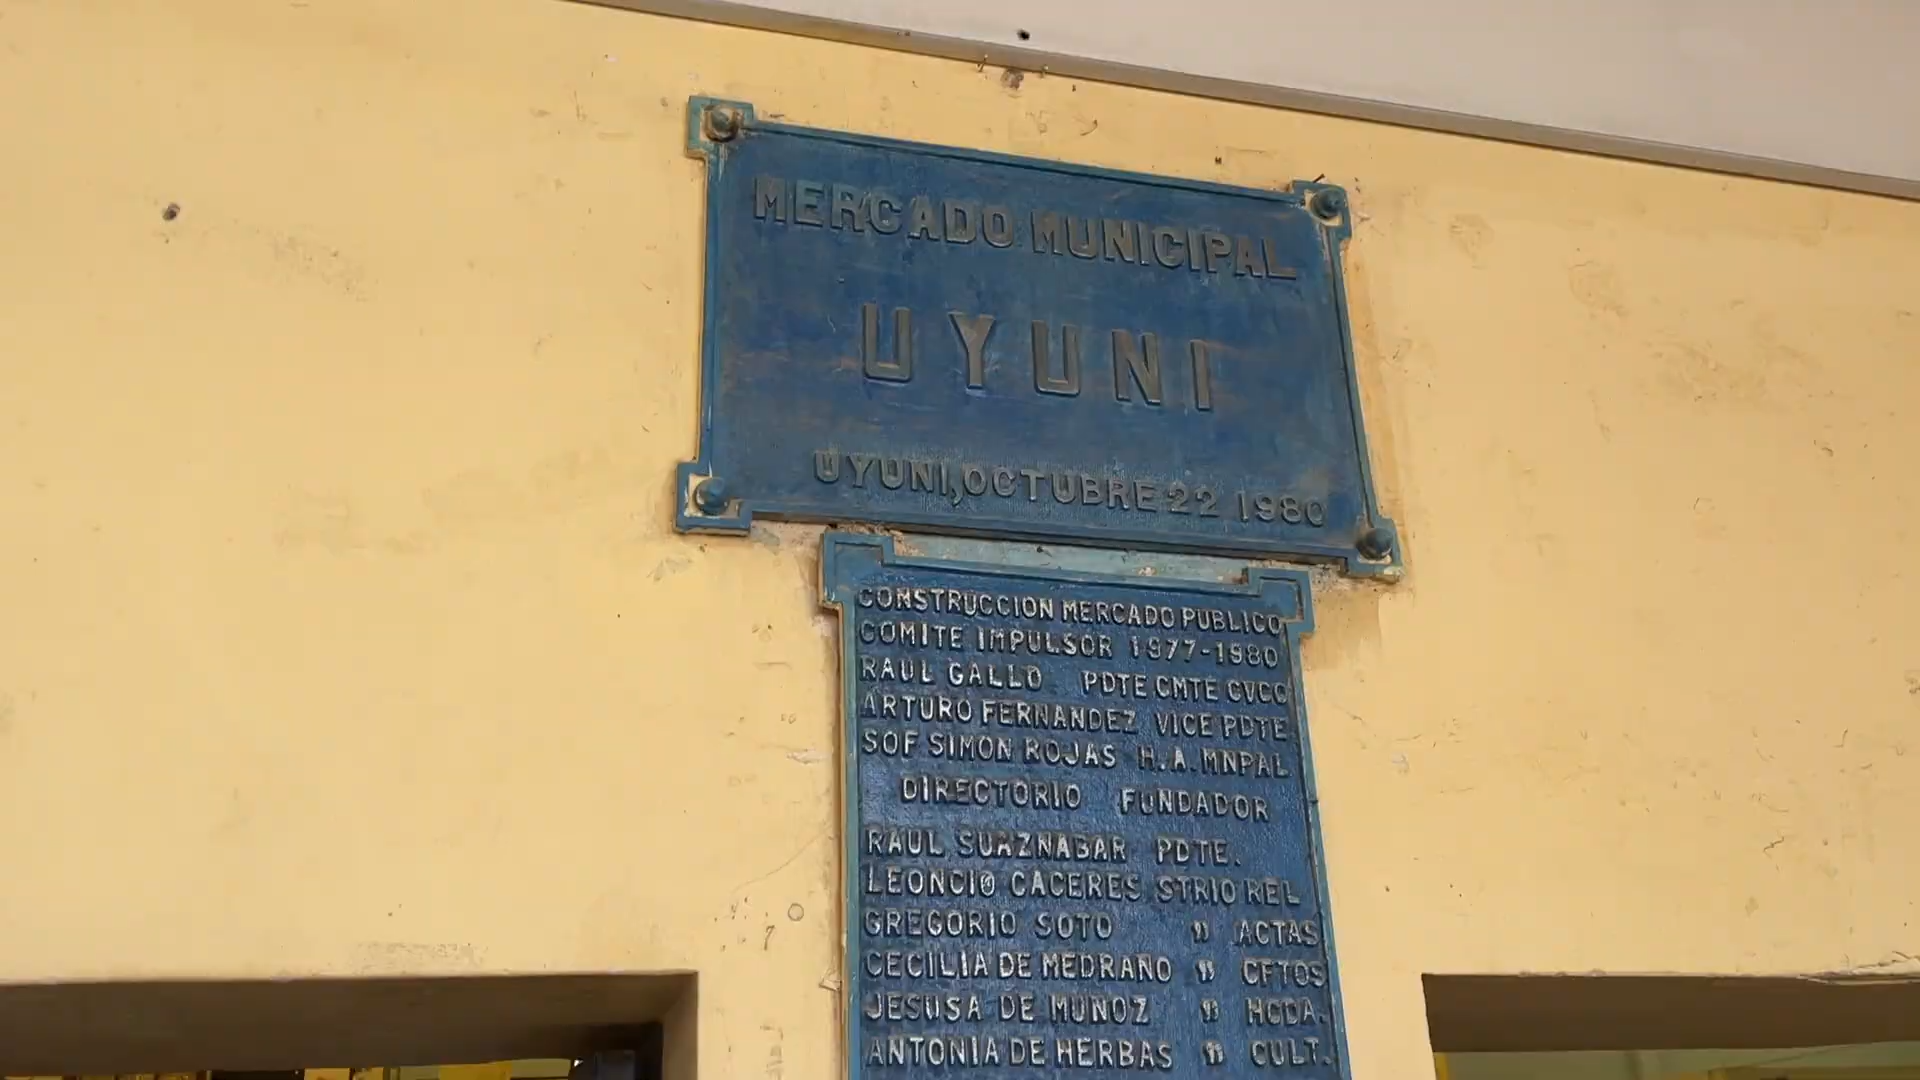 MERCADO MUNICIPAL
UYUNI
UYUNI, OCTUBRE 22 1980
CONSTRUCCION MERCADO PUBLICO
COMITE IMPULSOR 1977-1980
RAUL GALLO PDTE CMTE CVCO
ARTURO FERNANDEZ VICE PDTE
SOF SIMON ROJAS H.A.MNPAL
DIRECTORIO FUNDADOR
RAUL SUAZNABAR PDTE.
LEONCIO CACERES STRIO REL
GREGORIO SOTO " ACTAS
CECILIA DE MEDRANO " CFTOS
JESUSA DE MUÑOZ " HCDA.
ANTONIA DE HERBAS " CULT.